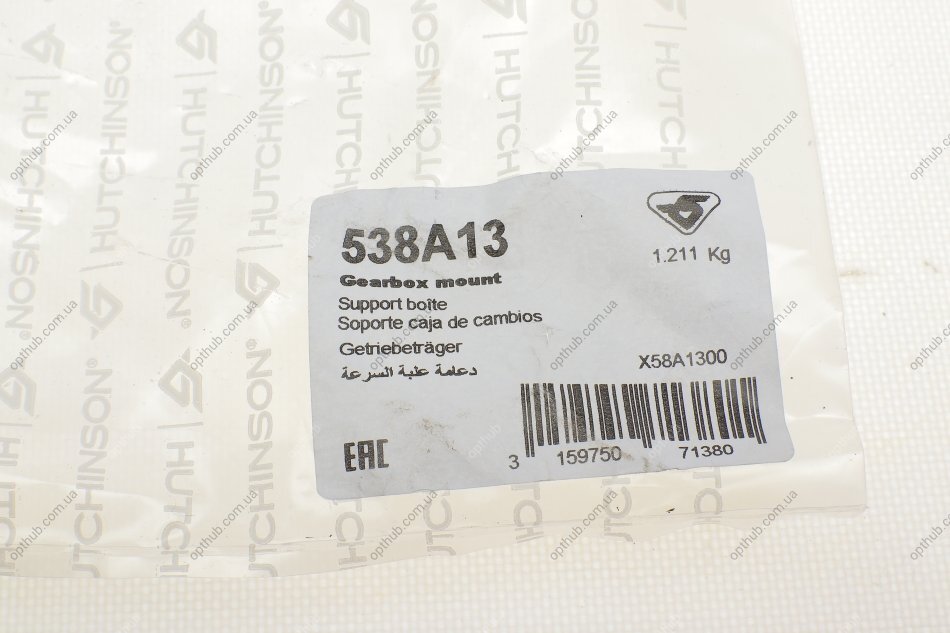 HUTCHINSON®
538A13
Gearbox mount
1.211 Kg
Support boîte
Soporte caja de cambios
Getriebeträger
دعامة علبة السرعة
X58A1300
EAC
3 159750 71380
opthub.com.ua